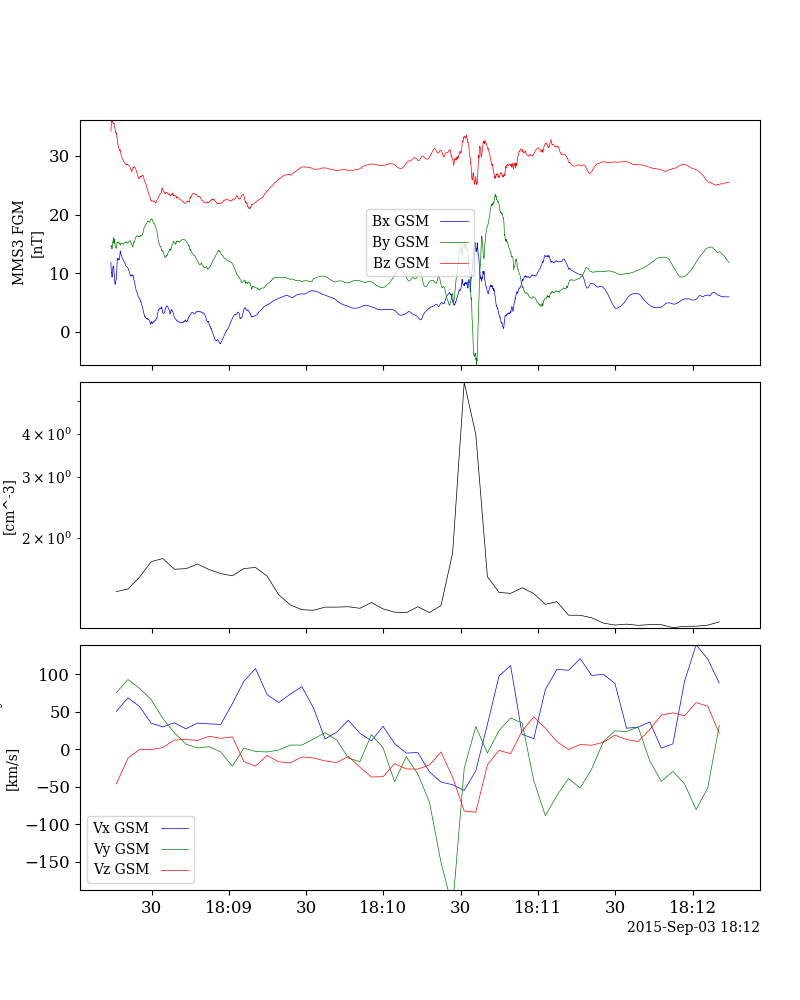 MMS3 FGM
[nT]
30
20
10
0
Bx GSM
By GSM
Bz GSM
[cm^-3]
4 × 10⁰
3 × 10⁰
2 × 10⁰
[km/s]
100
50
0
−50
−100
−150
Vx GSM
Vy GSM
Vz GSM
30 18:09 30 18:10 30 18:11 30 18:12
2015-Sep-03 18:12